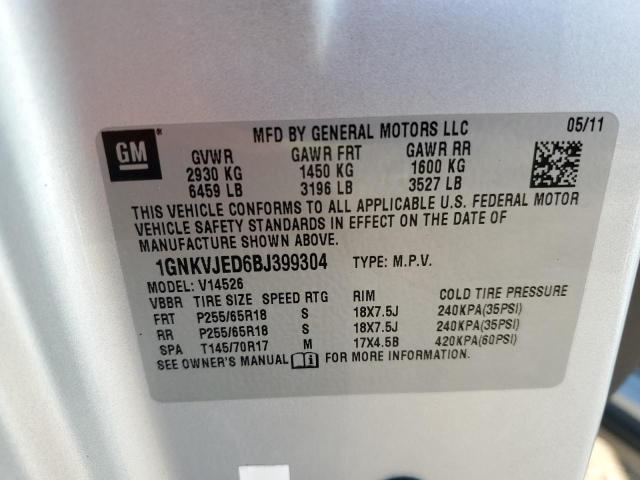 GM
MFD BY GENERAL MOTORS LLC 05/11
GVWR GAWR FRT GAWR RR
2930 KG 1450 KG 1600 KG
6459 LB 3196 LB 3527 LB
THIS VEHICLE CONFORMS TO ALL APPLICABLE U.S. FEDERAL MOTOR
VEHICLE SAFETY STANDARDS IN EFFECT ON THE DATE OF
MANUFACTURE SHOWN ABOVE.
1GNKVJED6BJ399304 TYPE: M.P.V.
MODEL: V14526
VBBR TIRE SIZE SPEED RTG RIM COLD TIRE PRESSURE
FRT P255/65R18 S 18X7.5J 240KPA(35PSI)
RR P255/65R18 S 18X7.5J 240KPA(35PSI)
SPA T145/70R17 M 17X4.5B 420KPA(60PSI)
SEE OWNER'S MANUAL i FOR MORE INFORMATION.